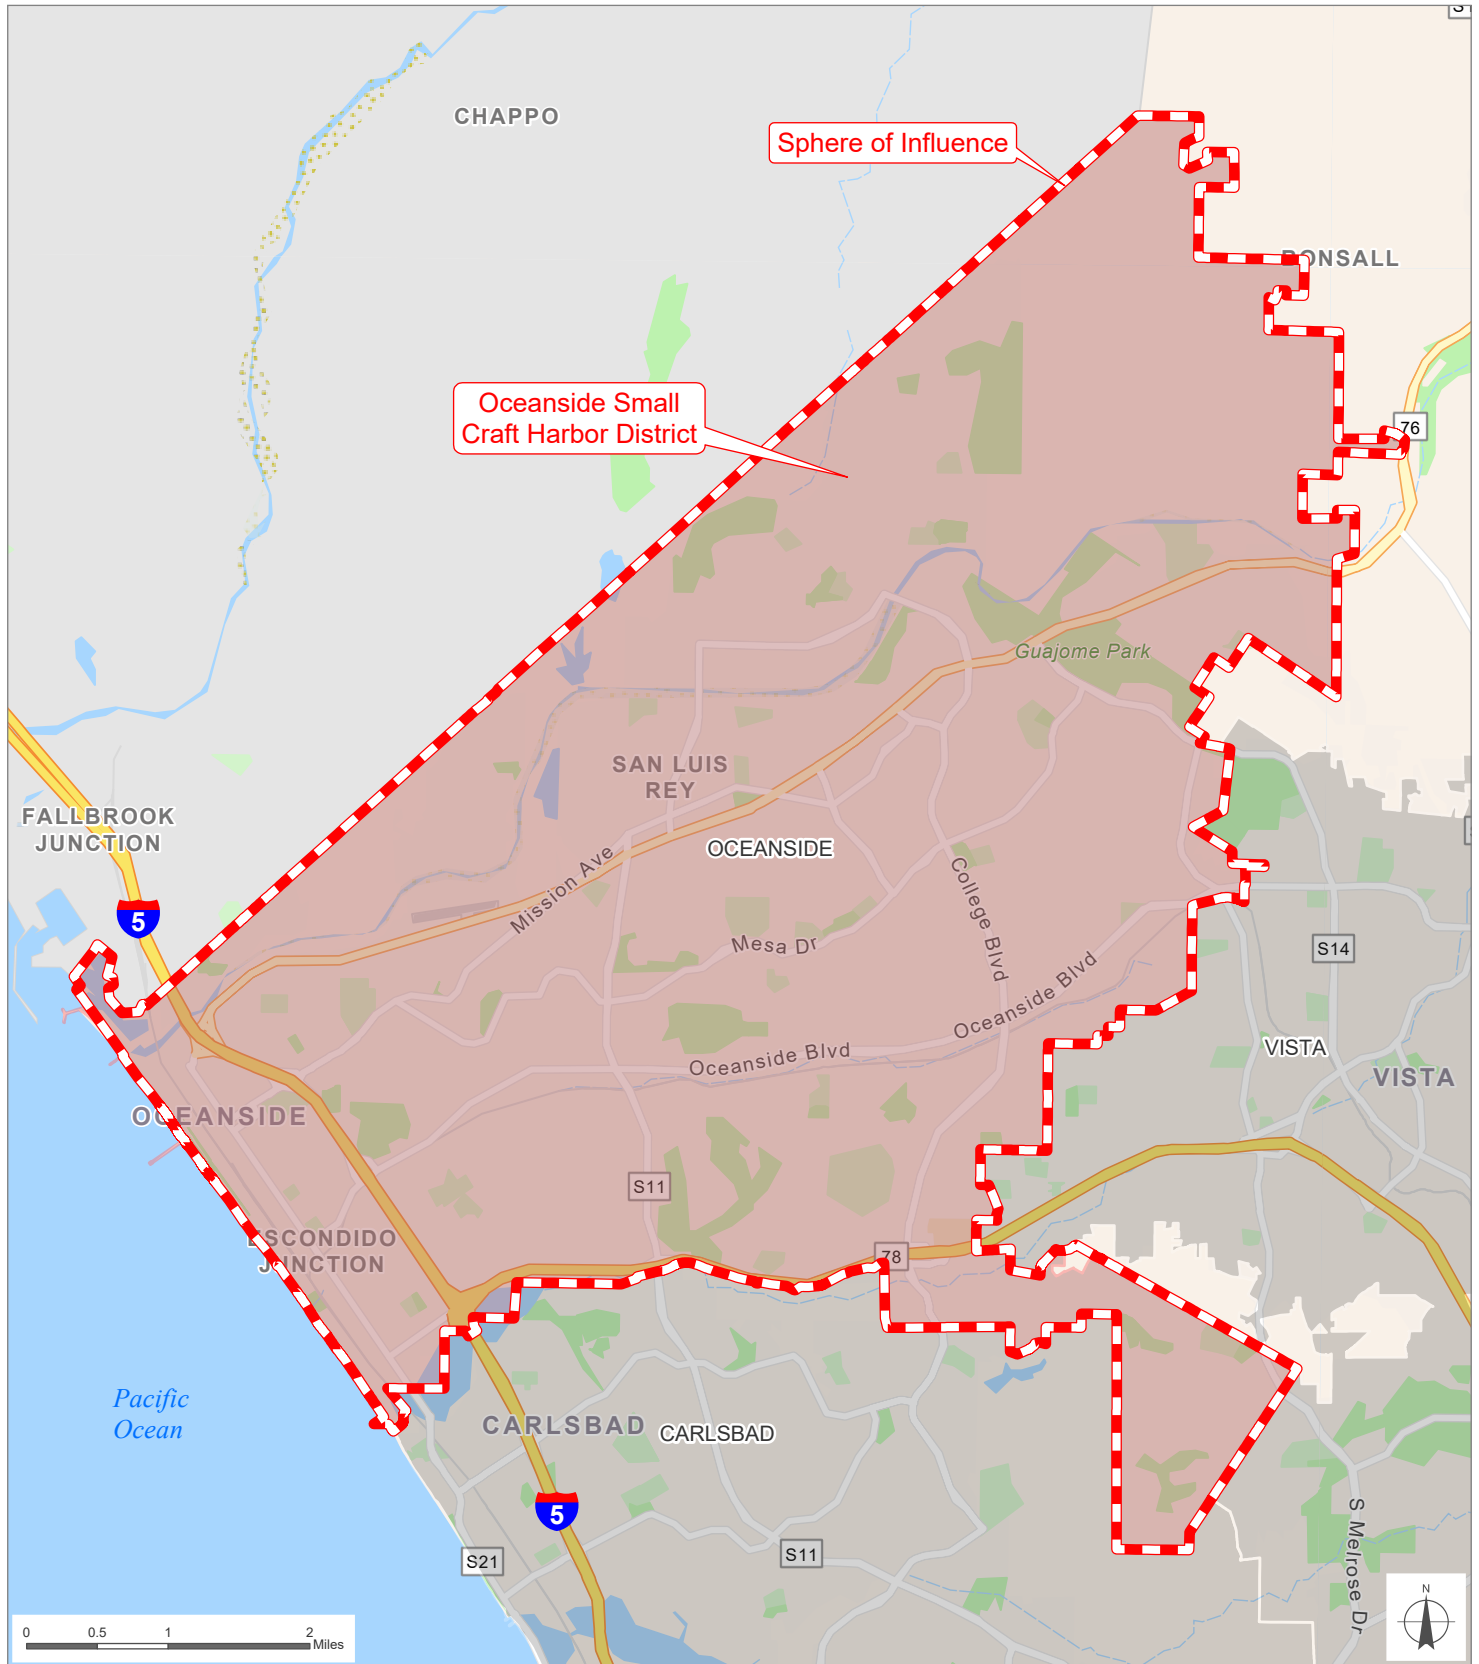 CHAPPO
Sphere of Influence
BONSALL
Oceanside Small
Craft Harbor District
76
Guajome Park
SAN LUIS
REY
FALLBROOK
JUNCTION
OCEANSIDE
Mission Ave
College Blvd
5
Mesa Dr
S14
Oceanside Blvd
Oceanside Blvd
VISTA
VISTA
OCEANSIDE
S11
ESCONDIDO
JUNCTION
78
Pacific
Ocean
CARLSBAD
CARLSBAD
5
S21
S11
S Melrose Dr
N
0 0.5 1 2
Miles